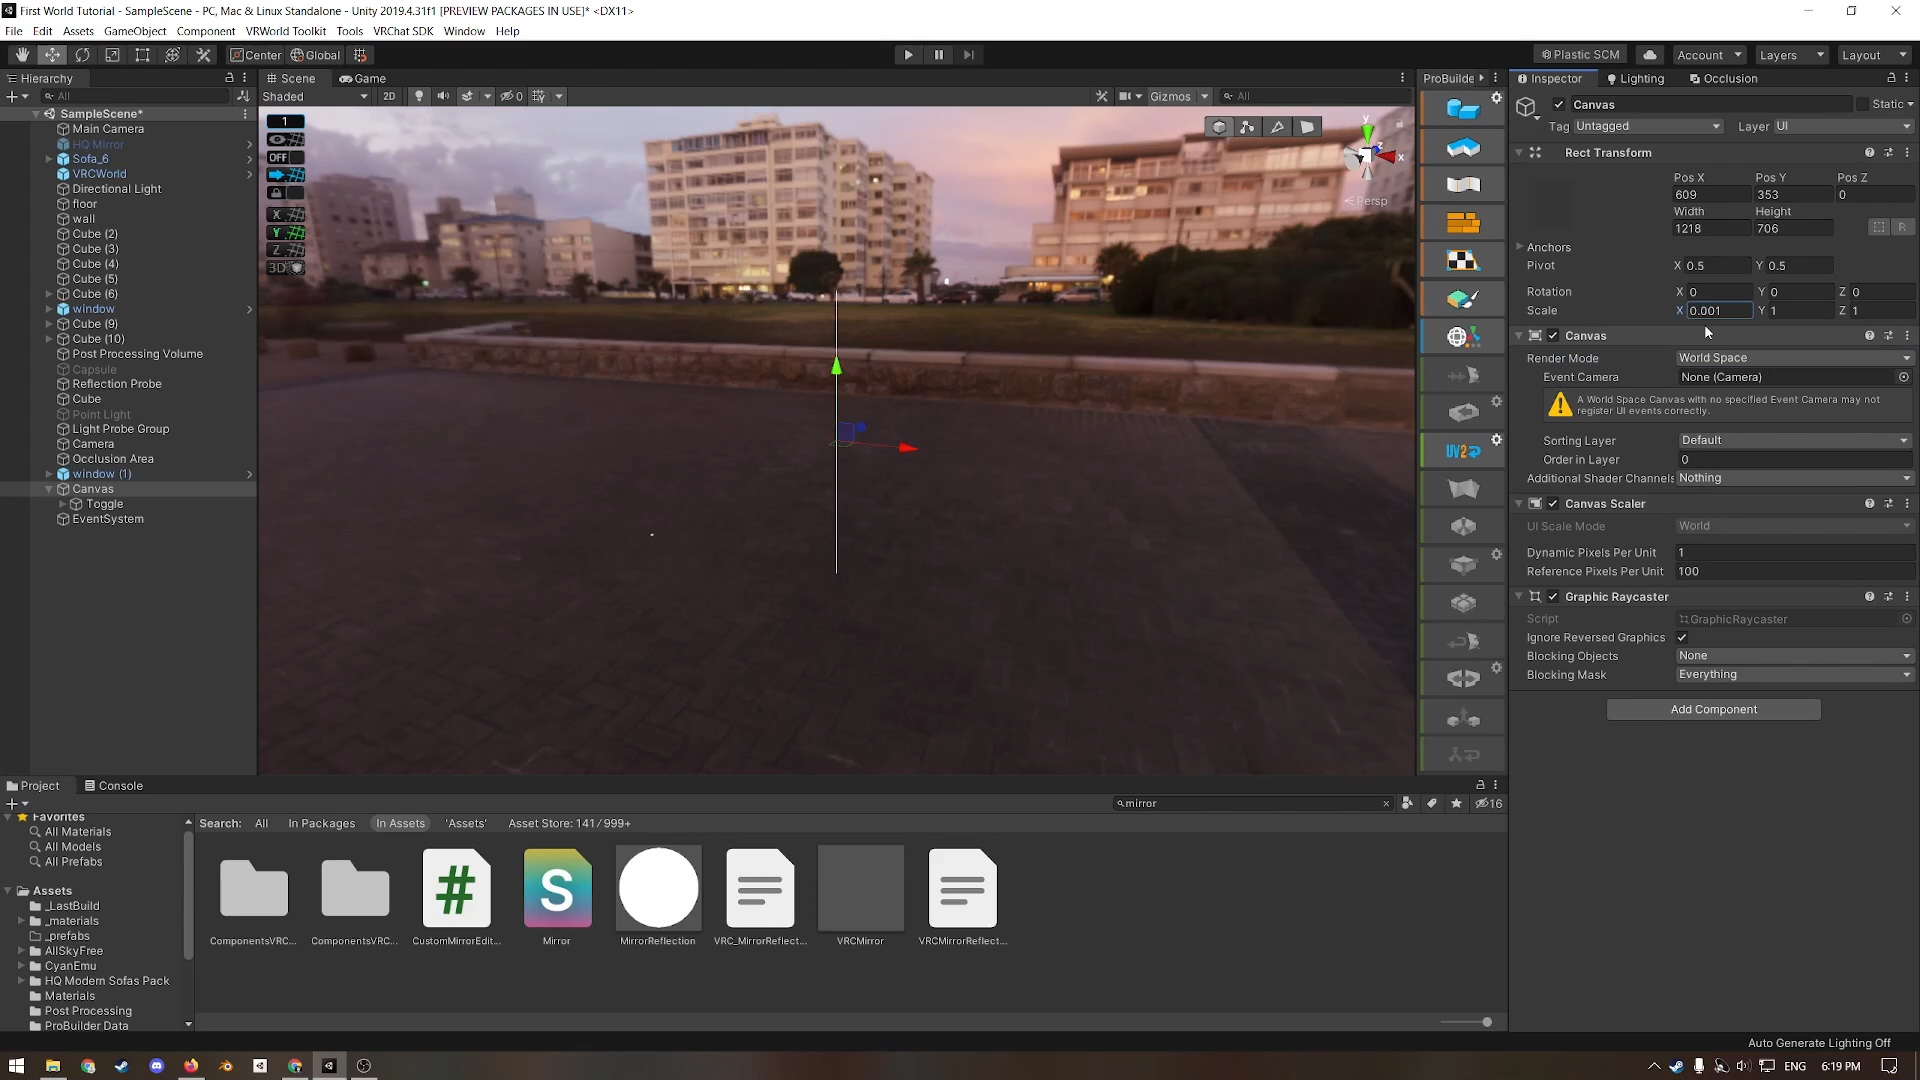 First World Tutorial - SampleScene - PC, Mac & Linux Standalone - Unity 2019.4.31f1 [PREVIEW PACKAGES IN USE]* <DX11>
File Edit Assets GameObject Component VRWorld Toolkit Tools VRChat SDK Window Help
Center Global
Plastic SCM Account Layers Layout
Hierarchy
All
SampleScene*
Main Camera
HQ Mirror
Sofa_6
VRCWorld
Directional Light
floor
wall
Cube (2)
Cube (3)
Cube (4)
Cube (5)
Cube (6)
window
Cube (9)
Cube (10)
Post Processing Volume
Capsule
Reflection Probe
Cube
Point Light
Light Probe Group
Camera
Occlusion Area
window (1)
Canvas
Toggle
EventSystem
Scene Game
Shaded 2D 0 Gizmos All
1
OFF
X
Y
Z
3D
y
z
x
Persp
ProBuilde
UV2
Inspector Lighting Occlusion
Canvas Static
Tag Untagged Layer UI
Rect Transform
Pos X Pos Y Pos Z
609 353 0
Width Height
1218 706
R
Anchors
Pivot X 0.5 Y 0.5
Rotation X 0 Y 0 Z 0
Scale X 0.001 Y 1 Z 1
Canvas
Render Mode World Space
Event Camera None (Camera)
A World Space Canvas with no specified Event Camera may not
register UI events correctly.
Sorting Layer Default
Order in Layer 0
Additional Shader Channels Nothing
Canvas Scaler
UI Scale Mode World
Dynamic Pixels Per Unit 1
Reference Pixels Per Unit 100
Graphic Raycaster
Script GraphicRaycaster
Ignore Reversed Graphics
Blocking Objects None
Blocking Mask Everything
Add Component
Project Console
mirror
16
Favorites
All Materials
All Models
All Prefabs
Assets
_LastBuild
_materials
_prefabs
AllSkyFree
CyanEmu
HQ Modern Sofas Pack
Materials
Post Processing
ProBuilder Data
Search: All In Packages In Assets 'Assets' Asset Store: 141 / 999+
ComponentsVRC... ComponentsVRC... CustomMirrorEdit... Mirror MirrorReflection VRC_MirrorReflect... VRCMirror VRCMirrorReflect...
Auto Generate Lighting Off
ENG 6:19 PM